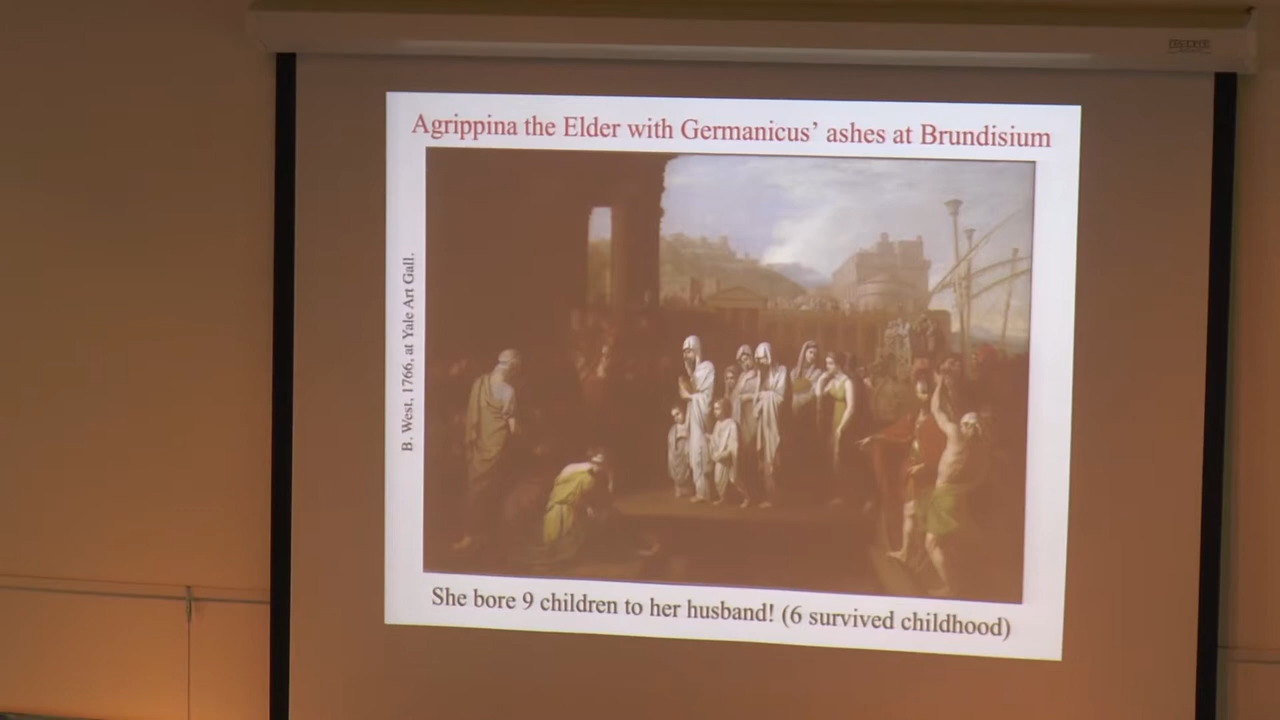 Agrippina the Elder with Germanicus' ashes at Brundisium
B. West, 1766, at Yale Art Gall.
She bore 9 children to her husband! (6 survived childhood)